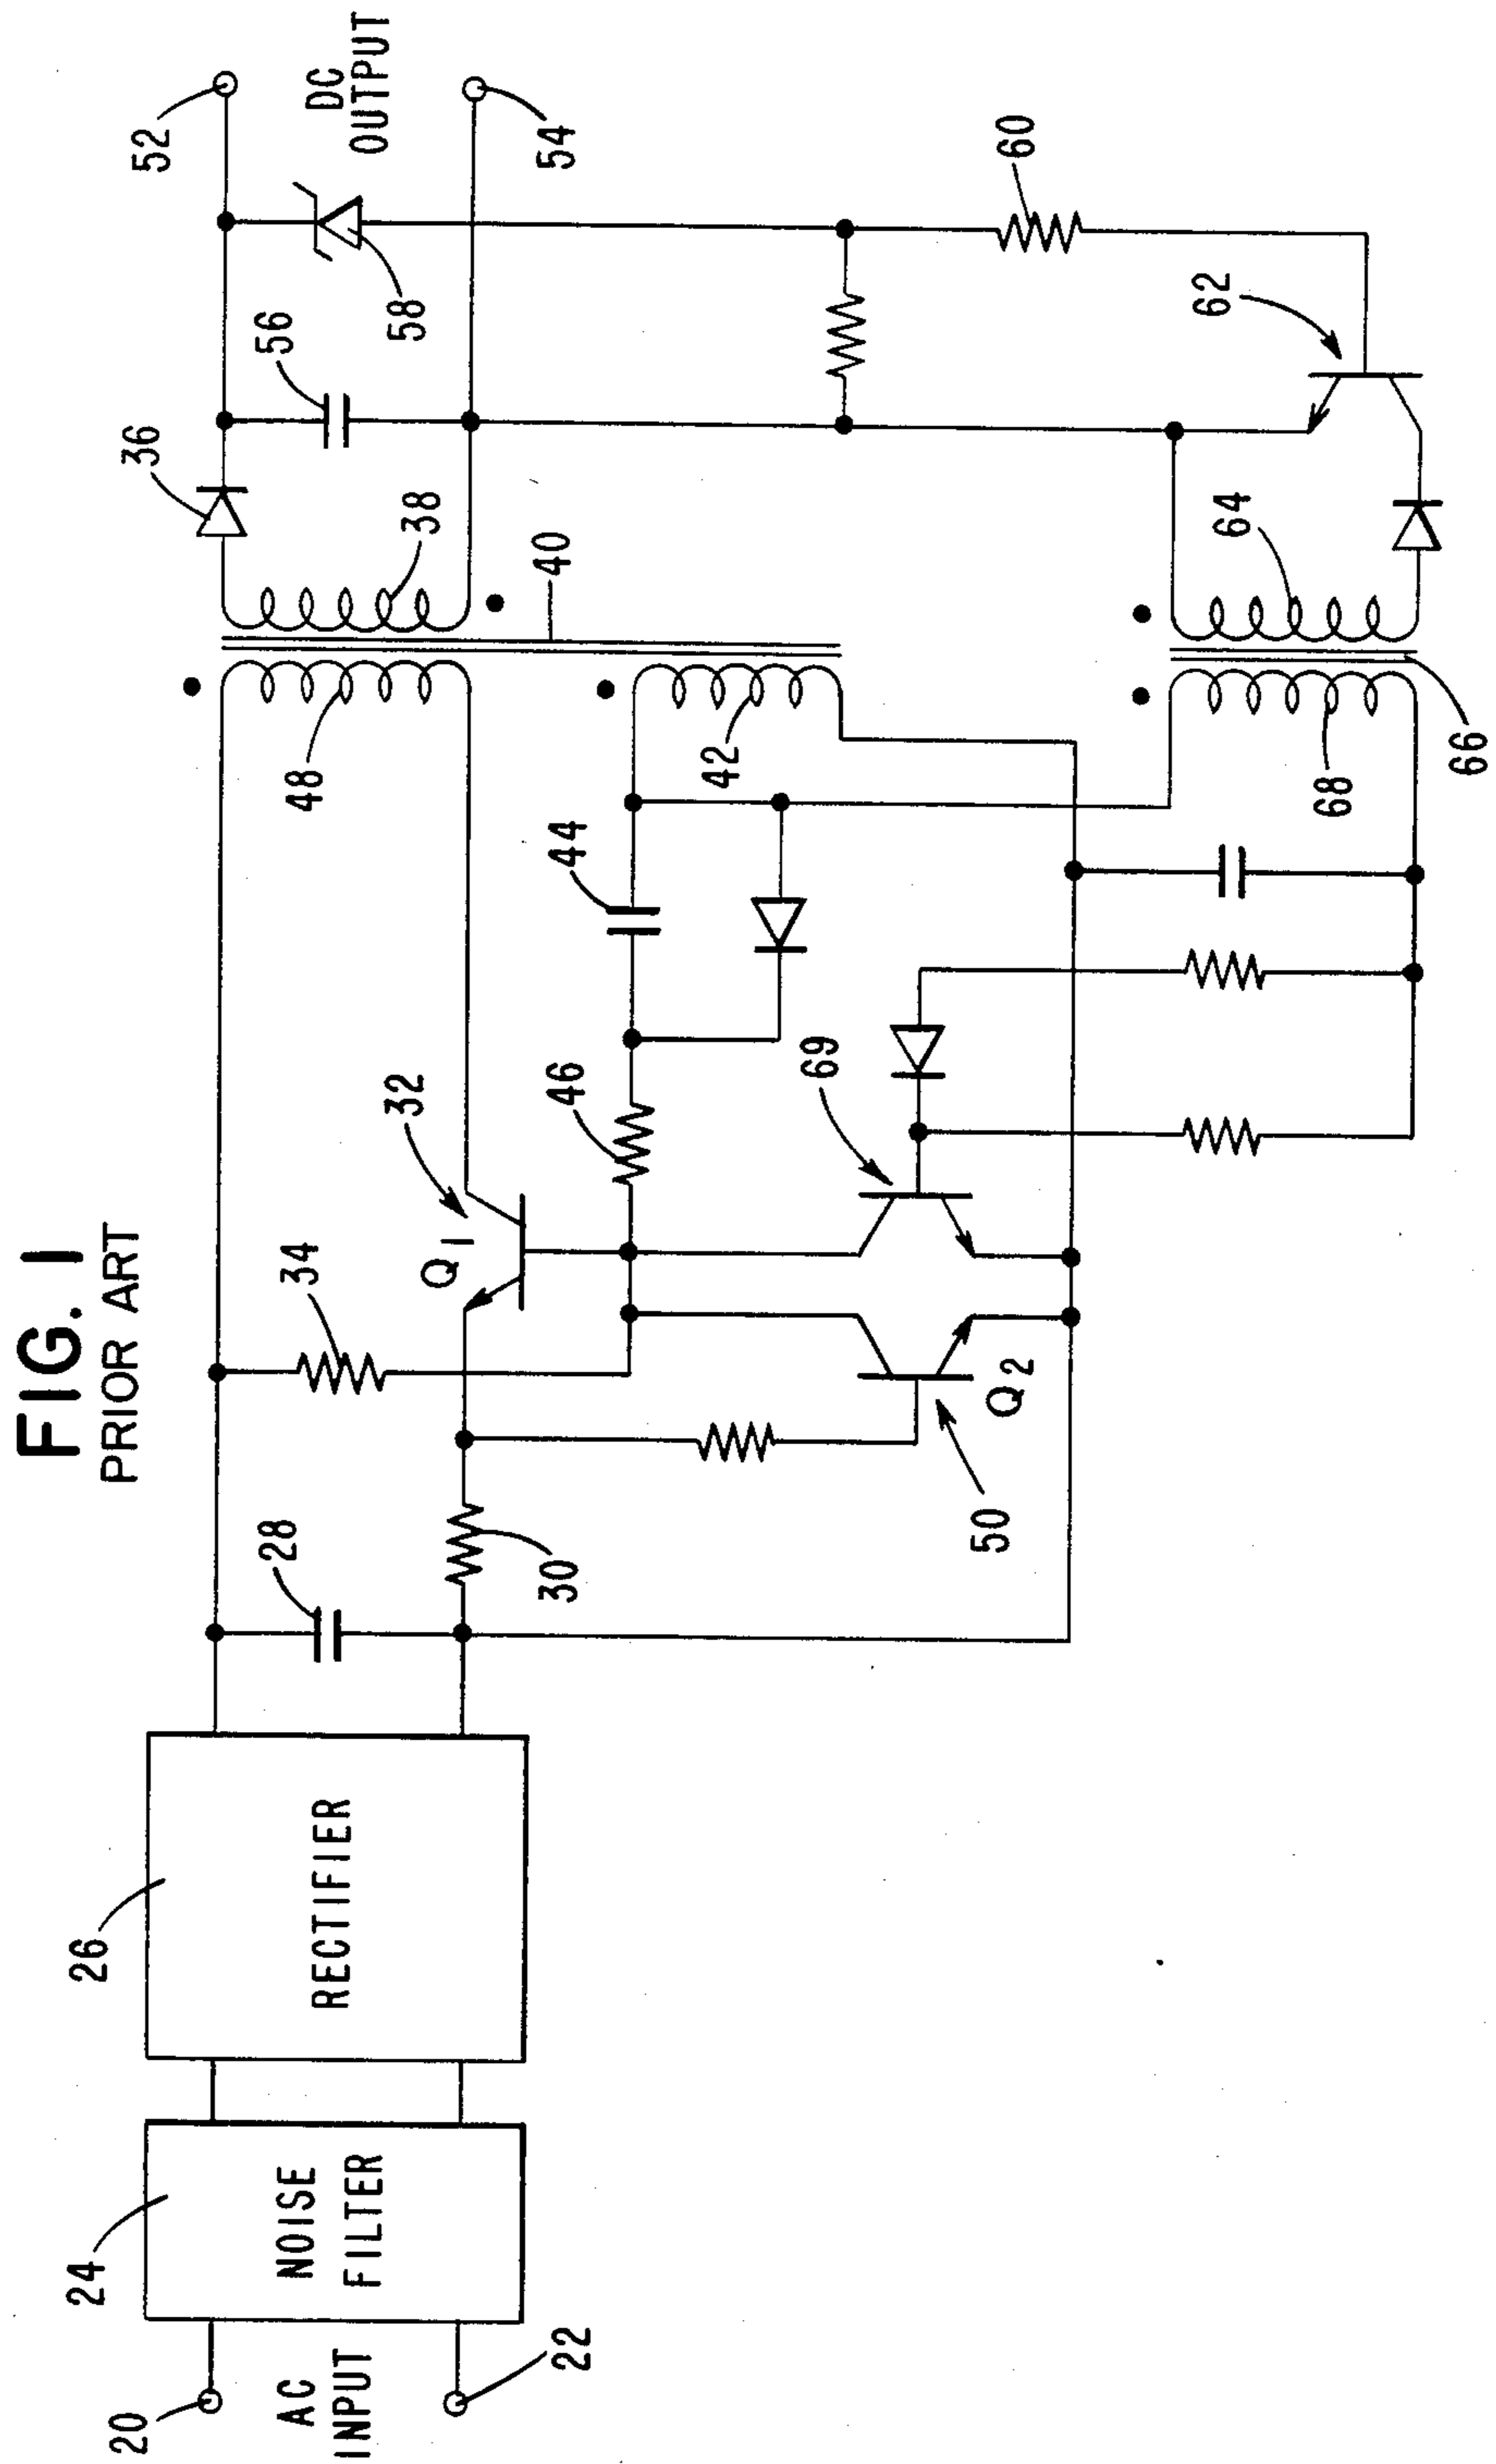 FIG. 1
PRIOR ART
20
AC
INPUT
22
24
NOISE
FILTER
26
RECTIFIER
28
30
34
Q1
32
50
Q2
69
46
44
48
42
68
66
40
38
64
36
56
58
62
60
52
DC
OUTPUT
54